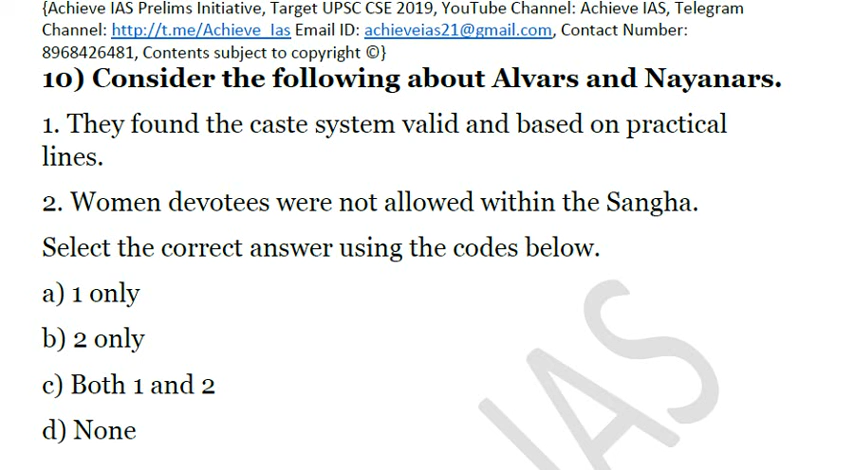 {Achieve IAS Prelims Initiative, Target UPSC CSE 2019, YouTube Channel: Achieve IAS, Telegram
Channel: http://t.me/Achieve_Ias Email ID: achieveias21@gmail.com, Contact Number:
8968426481, Contents subject to copyright ©}
10) Consider the following about Alvars and Nayanars.
1. They found the caste system valid and based on practical
lines.
2. Women devotees were not allowed within the Sangha.
Select the correct answer using the codes below.
a) 1 only
b) 2 only
c) Both 1 and 2
d) None
IAS